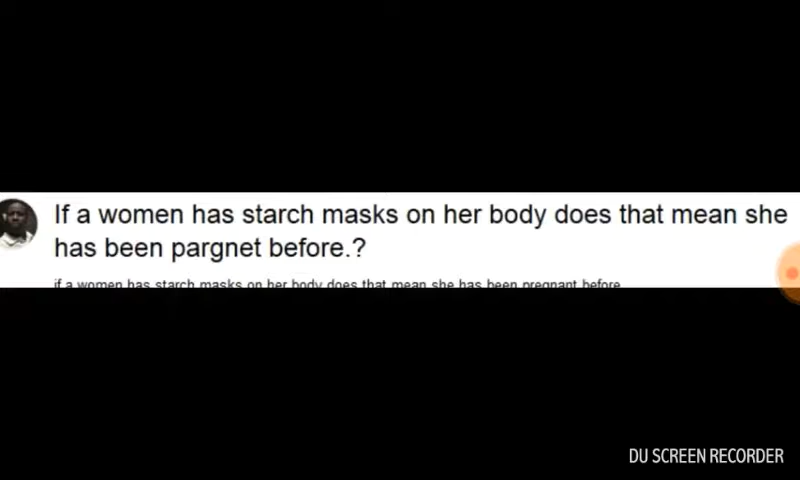 If a women has starch masks on her body does that mean she
has been pargnet before.?
if a women has starch masks on her body does that mean she has been pregnant before
DU SCREEN RECORDER